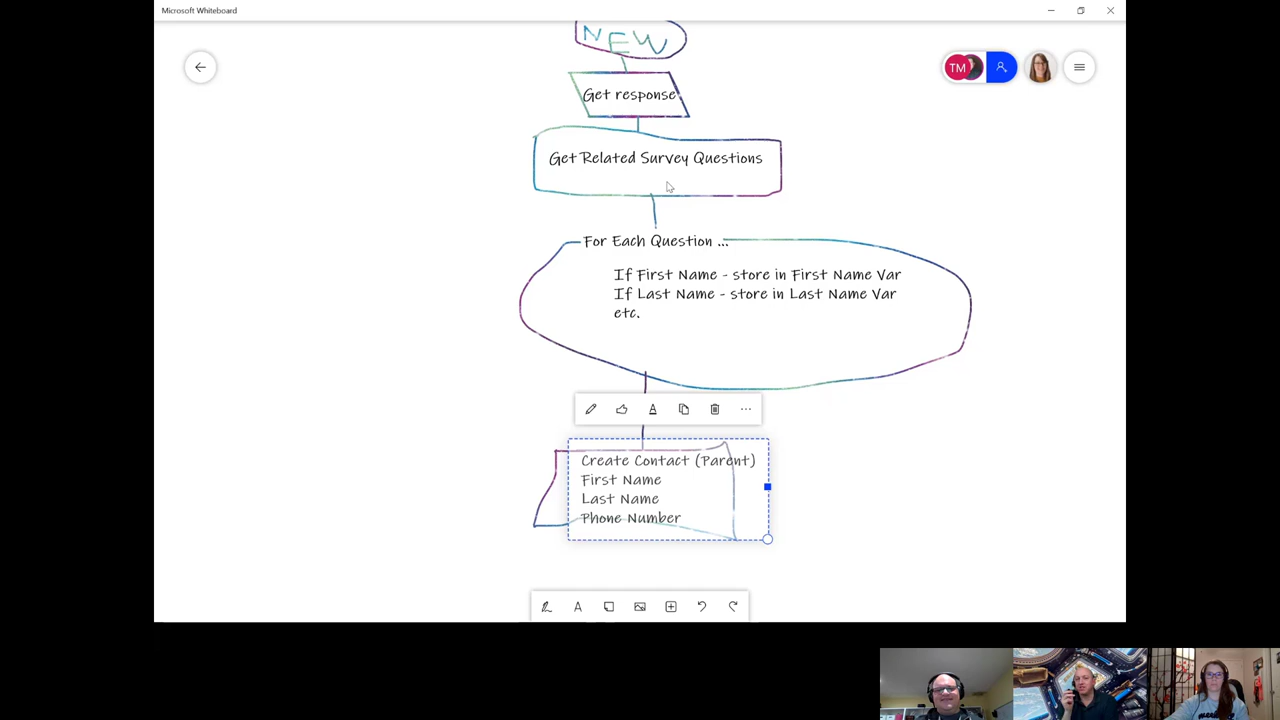 Microsoft Whiteboard
NEW
TM
Get response
Get Related Survey Questions
For Each Question ...
If First Name - store in First Name Var
If Last Name - store in Last Name Var
etc.
Create Contact (Parent)
First Name
Last Name
Phone Number